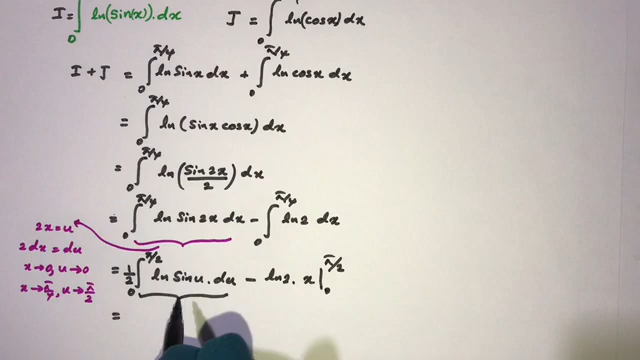 I = ∫₀ ln(Sin(x)).dx   J = ∫₀ ln(cosx) dx
I + J = ∫₀^{π/4} ln Sinx dx + ∫₀^{π/4} ln cosx dx
= ∫₀^{π/4} ln (Sinx cosx) dx
= ∫₀^{π/4} ln (Sin2x/2) dx
= ∫₀^{π/4} ln Sin2x dx - ∫₀^{π/4} ln2 dx
2x = u
2dx = du
x→0, u→0
x→π/4, u→π/2
= 1/2 ∫₀^{π/2} ln Sinu . du - ln2. x |₀^{π/2}
=